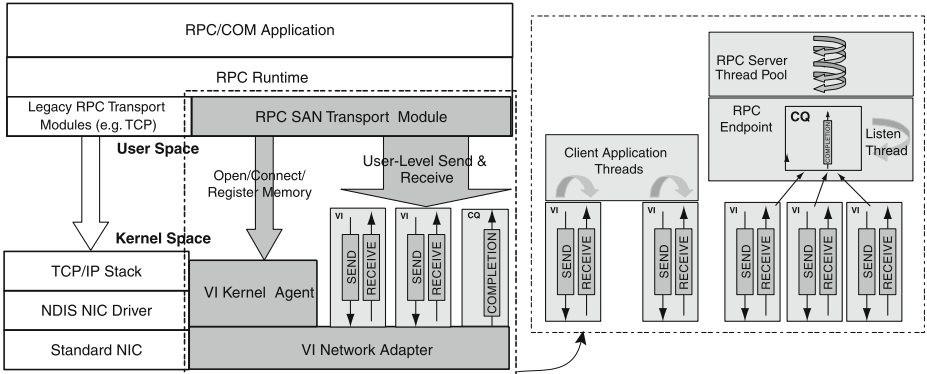 RPC/COM Application
RPC Runtime
Legacy RPC Transport
Modules (e.g. TCP)
RPC SAN Transport Module
User Space
Open/Connect/
Register Memory
User-Level Send &
Receive
Kernel Space
TCP/IP Stack
NDIS NIC Driver
Standard NIC
VI Kernel Agent
VI
SEND
RECEIVE
VI
SEND
RECEIVE
CQ
COMPLETION
VI Network Adapter
RPC Server
Thread Pool
RPC
Endpoint
CQ
COMPLETION
Listen
Thread
Client Application
Threads
VI
SEND
RECEIVE
VI
SEND
RECEIVE
VI
SEND
RECEIVE
VI
SEND
RECEIVE
VI
SEND
RECEIVE